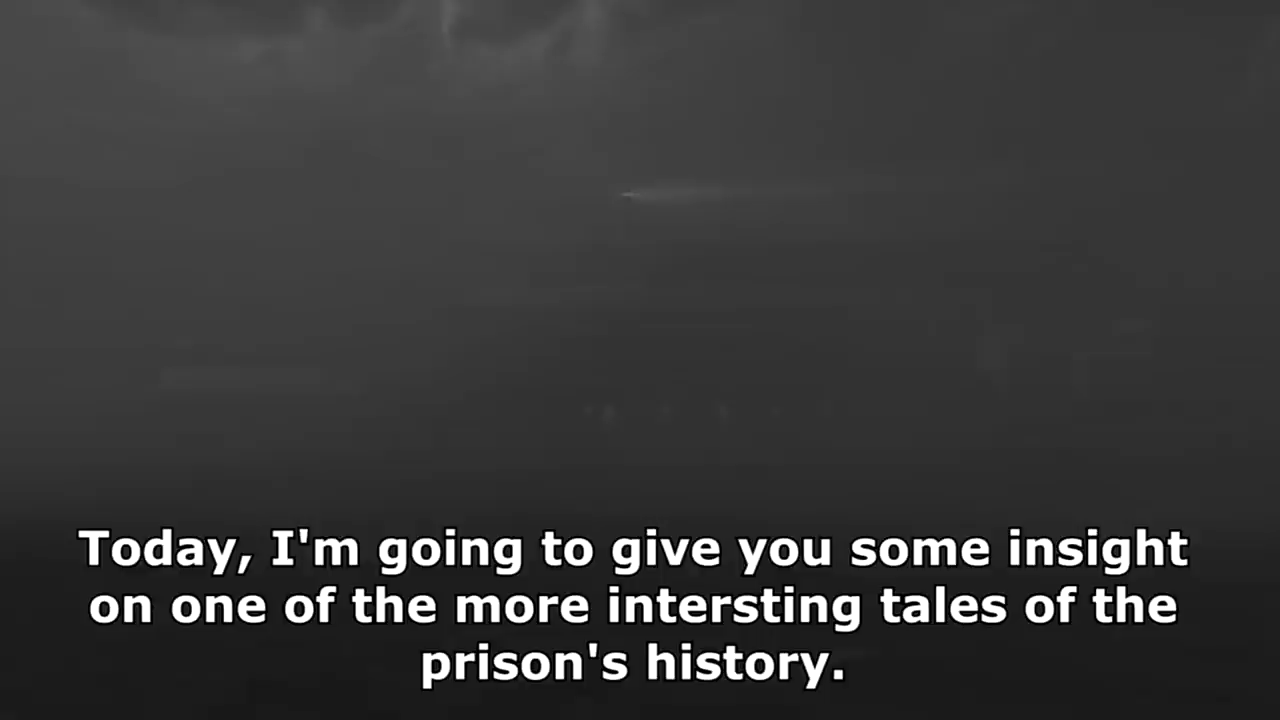 Today, I'm going to give you some insight
on one of the more intersting tales of the
prison's history.